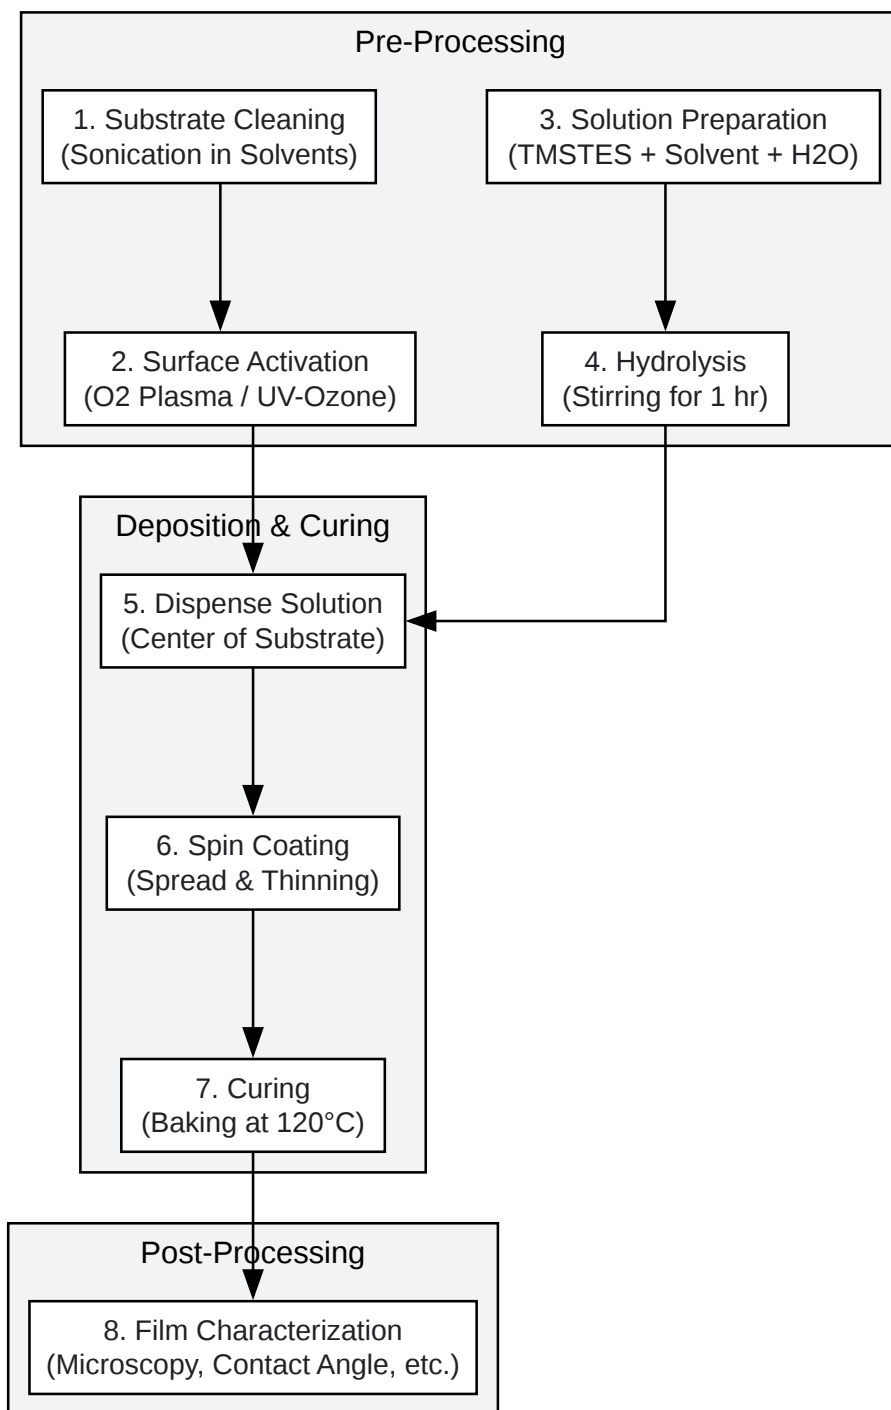 Pre-Processing
1. Substrate Cleaning
(Sonication in Solvents)
3. Solution Preparation
(TMSTES + Solvent + H2O)
2. Surface Activation
(O2 Plasma / UV-Ozone)
4. Hydrolysis
(Stirring for 1 hr)
Deposition & Curing
5. Dispense Solution
(Center of Substrate)
6. Spin Coating
(Spread & Thinning)
7. Curing
(Baking at 120°C)
Post-Processing
8. Film Characterization
(Microscopy, Contact Angle, etc.)